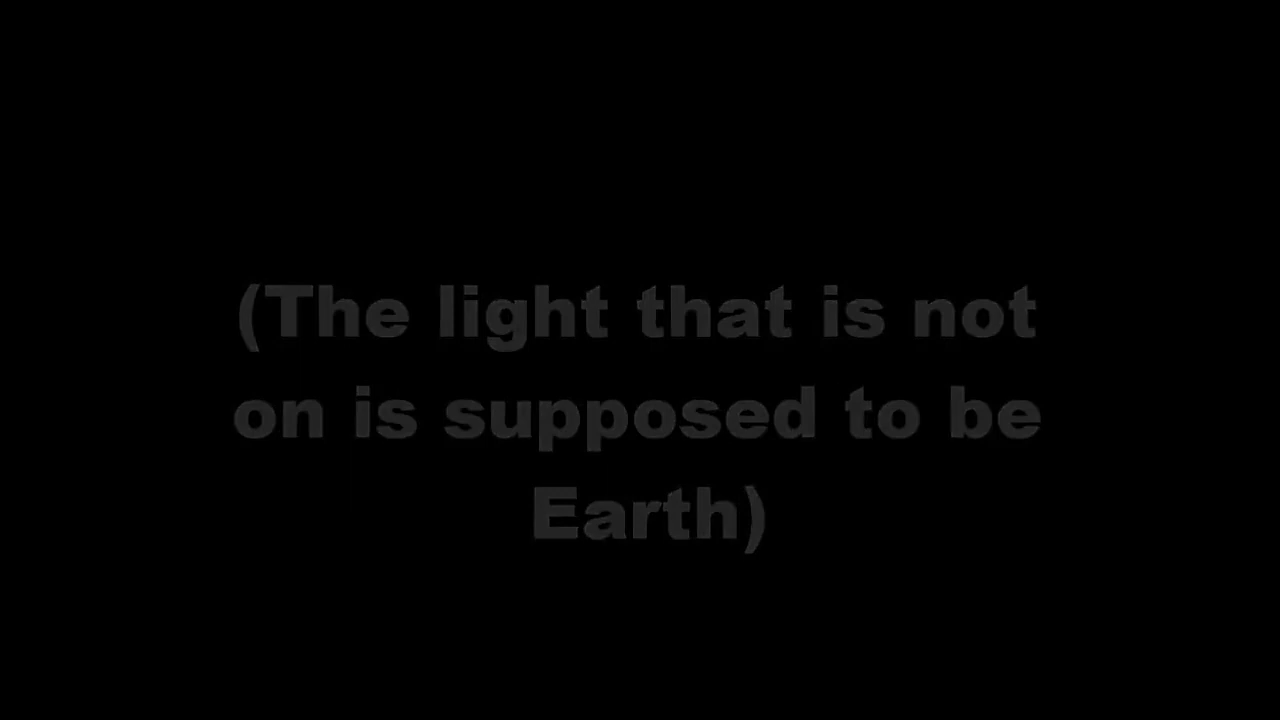 (The light that is not
on is supposed to be
Earth)